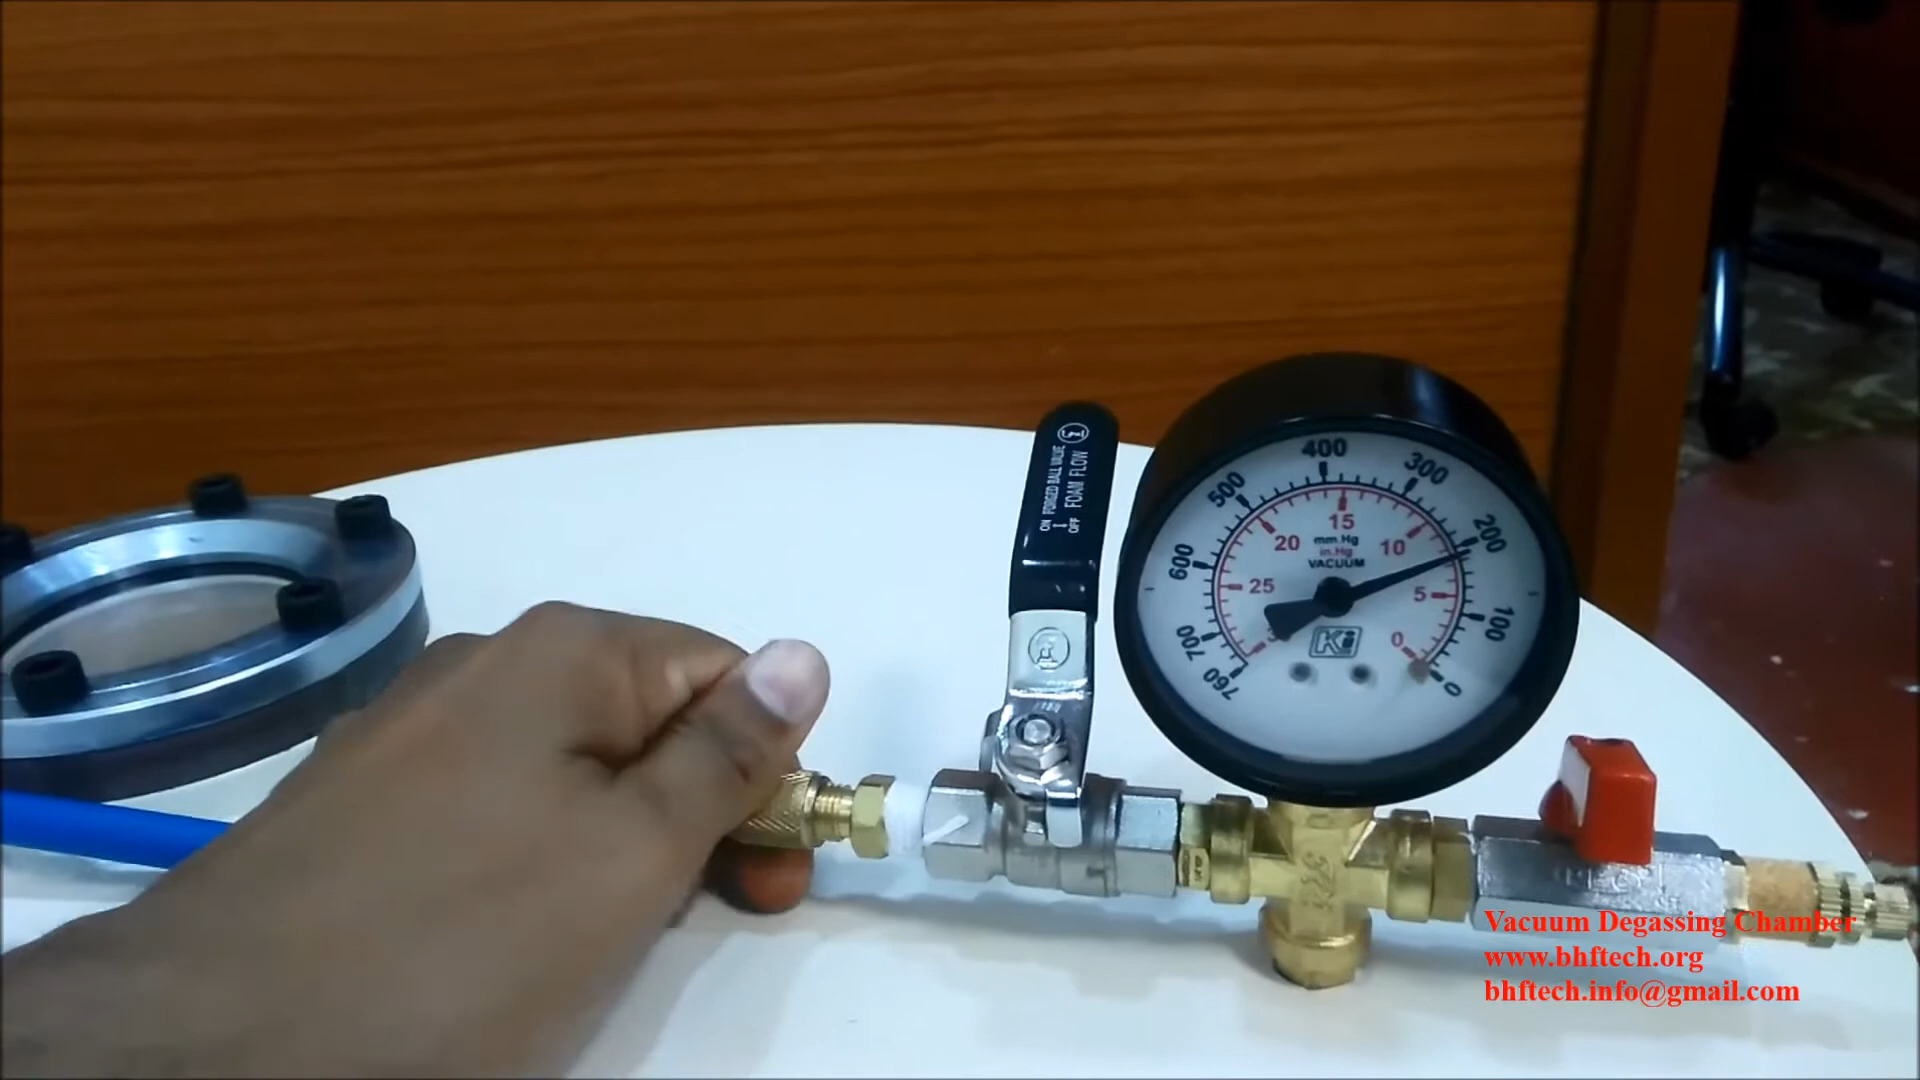 ON FORGED BALL VALVE
OFF FOAM FLOW
400
300
500
200
15
20
mm.Hg
10
in.Hg
600
VACUUM
25
5
100
700
0
Ki
760
0
Vacuum Degassing Chamber
www.bhftech.org
bhftech.info@gmail.com